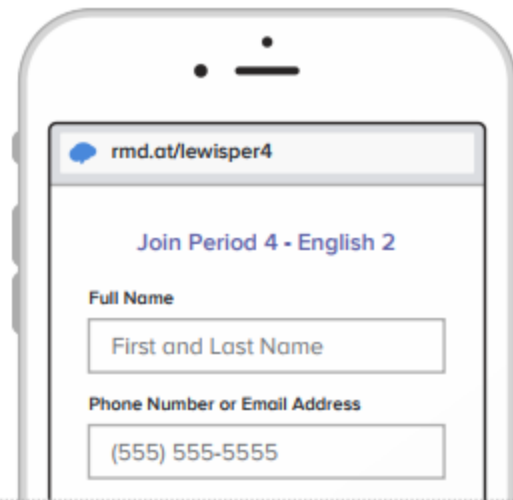 rmd.at/lewisper4
Join Period 4 - English 2
Full Name
First and Last Name
Phone Number or Email Address
(555) 555-5555